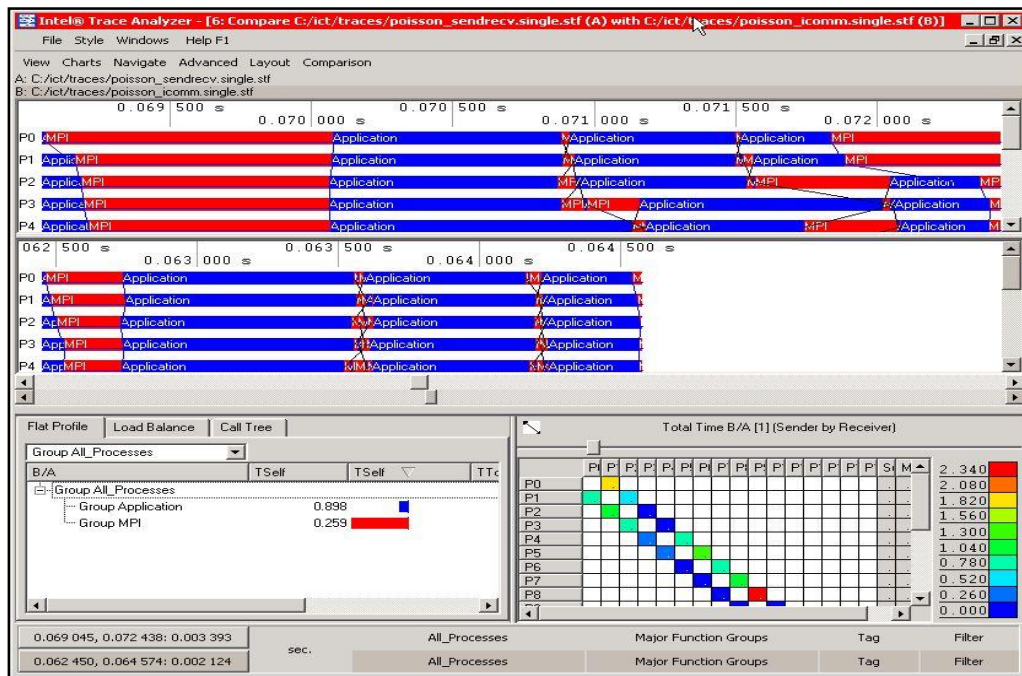 Intel® Trace Analyzer - [6: Compare C:/ict/traces/poisson_sendrecv.single.stf (A) with C:/ict/traces/poisson_icomm.single.stf (B)]
File Style Windows Help F1
View Charts Navigate Advanced Layout Comparison
A: C:/ict/traces/poisson_sendrecv.single.stf
B: C:/ict/traces/poisson_icomm.single.stf
0.069 500 s 0.070 500 s 0.071 500 s
0.070 000 s 0.071 000 s 0.072 000 s
P0 MPI Application Application Application MPI
P1 Applic MPI Application Application Application MPI
P2 Applic MPI Application MP Application MPI Application MP
P3 Applica MPI Application MPI MPI Application Application M
P4 Applicat MPI Application Application MPI Application M
062 500 s 0.063 500 s 0.064 500 s
0.063 000 s 0.064 000 s
P0 A MPI Application Application M Application M
P1 A MPI Application Application Application
P2 Ap MPI Application Application Application
P3 App MPI Application Application Application
P4 App MPI Application Application Application
Flat Profile Load Balance Call Tree
Group All_Processes
B/A TSelf TSelf TTo
Group All_Processes
Group Application 0.898
Group MPI 0.259
Total Time B/A [1] (Sender by Receiver)
P0
P1
P2
P3
P4
P5
P6
P7
P8
2.340
2.080
1.820
1.560
1.300
1.040
0.780
0.520
0.260
0.000
0.069 045, 0.072 438: 0.003 393 sec. All_Processes Major Function Groups Tag Filter
0.062 450, 0.064 574: 0.002 124 All_Processes Major Function Groups Tag Filter